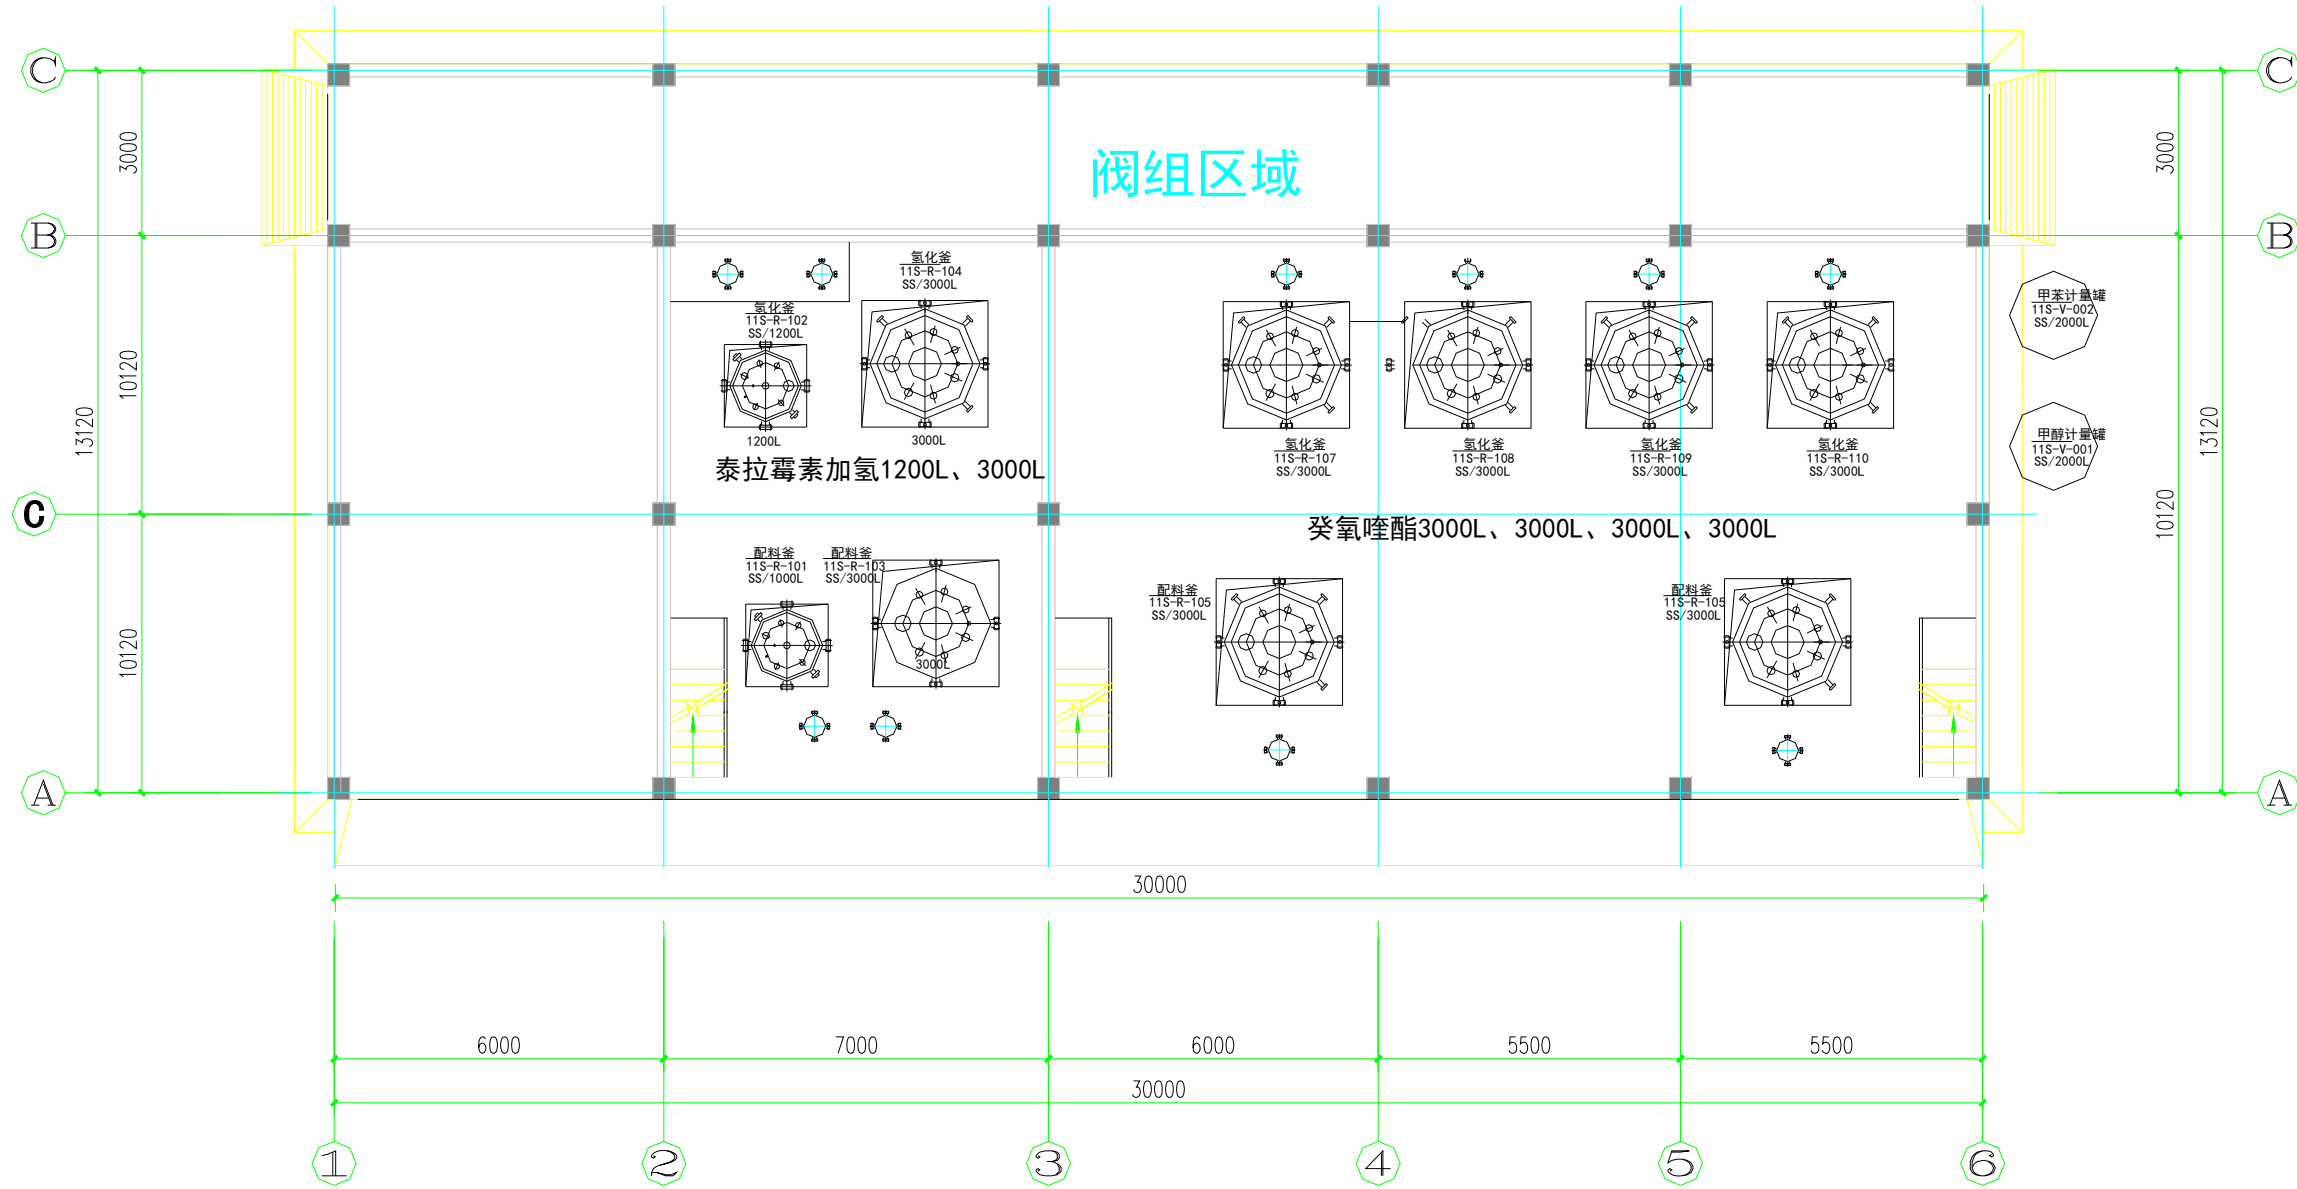 C
C
3000
3000
阀组区域
B
B
氢化釜
11S-R-104
SS/3000L
氢化釜
11S-R-102
SS/1200L
甲苯计量罐
11S-V-002
SS/2000L
10120
13120
1200L
3000L
泰拉霉素加氢1200L、3000L
氢化釜
11S-R-107
SS/3000L
氢化釜
11S-R-108
SS/3000L
氢化釜
11S-R-109
SS/3000L
氢化釜
11S-R-110
SS/3000L
甲醇计量罐
11S-V-001
SS/2000L
13120
10120
C
癸氧喹酯3000L、3000L、3000L、3000L
配料釜
11S-R-101
SS/1000L
配料釜
11S-R-103
SS/3000L
3000L
配料釜
11S-R-105
SS/3000L
配料釜
11S-R-105
SS/3000L
10120
A
A
30000
6000
7000
6000
5500
5500
30000
1
2
3
4
5
6